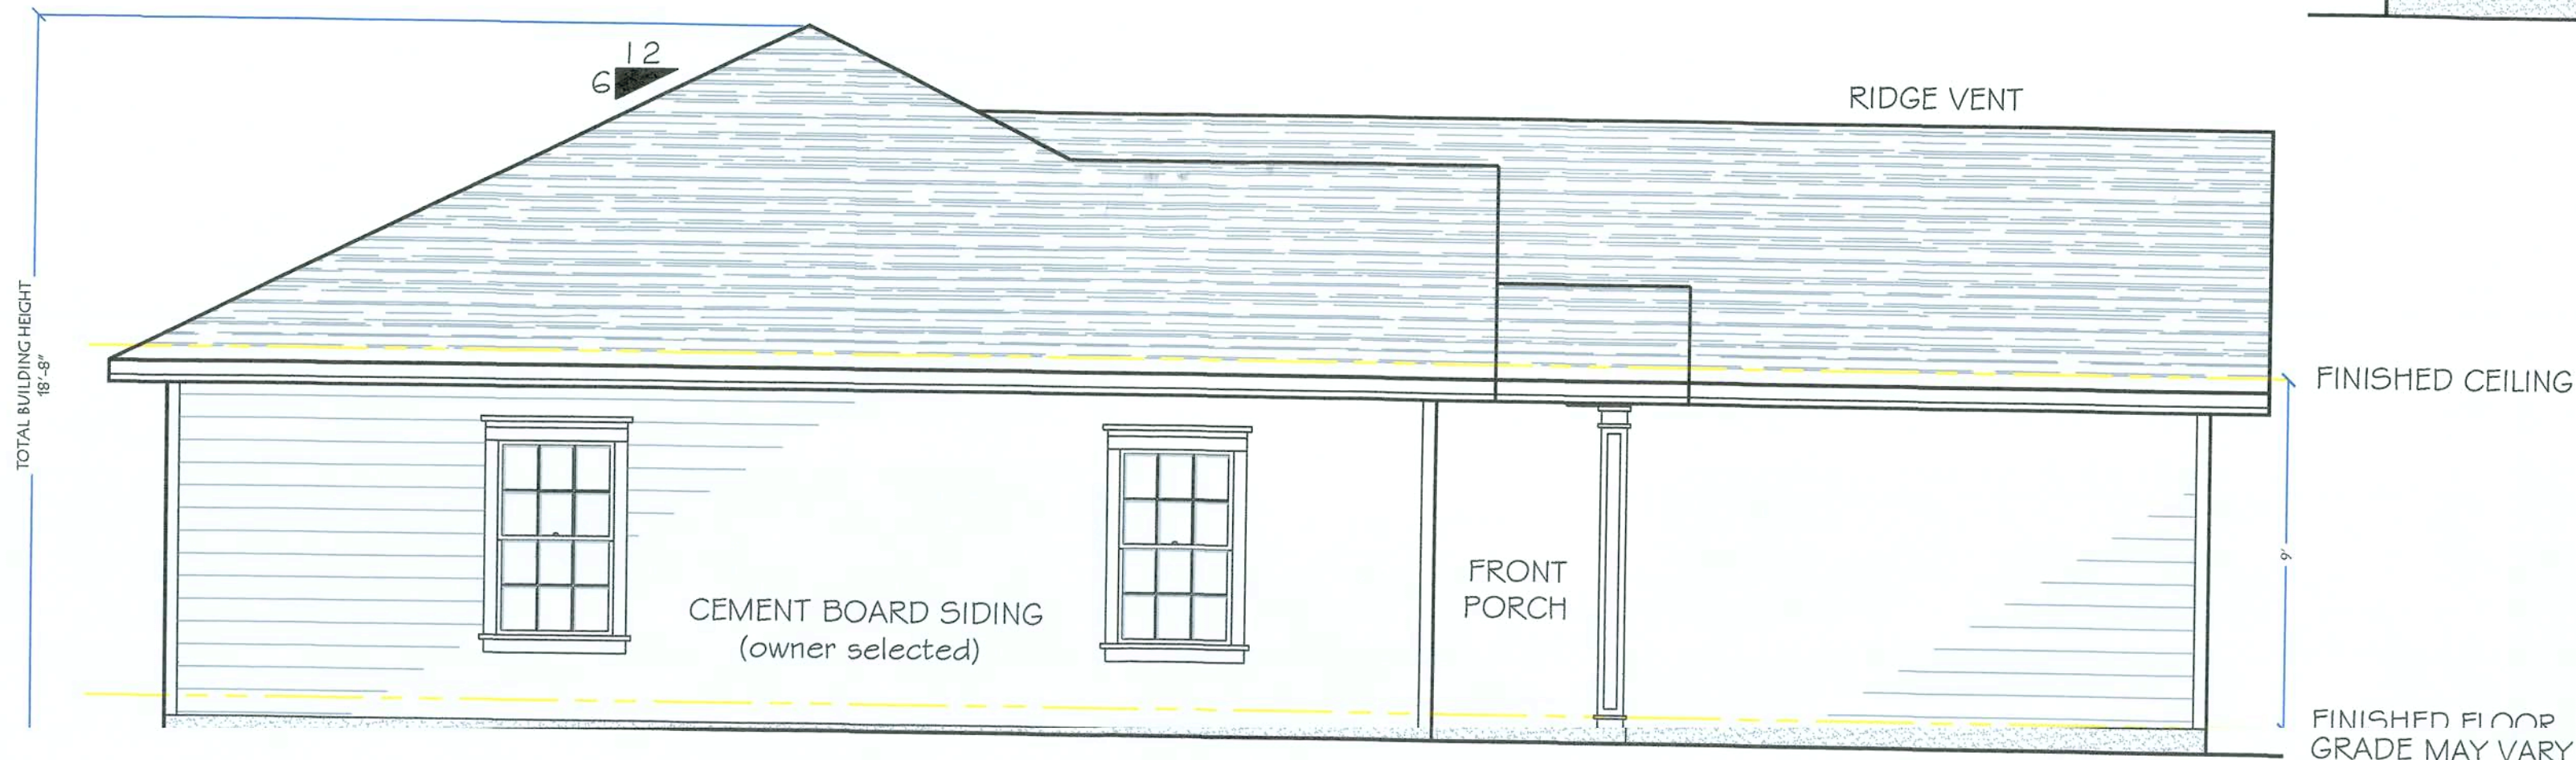 12
6
RIDGE VENT
TOTAL BUILDING HEIGHT
18'-8"
FINISHED CEILING
9'
FRONT
PORCH
CEMENT BOARD SIDING
(owner selected)
FINISHED FLOOR
GRADE MAY VARY